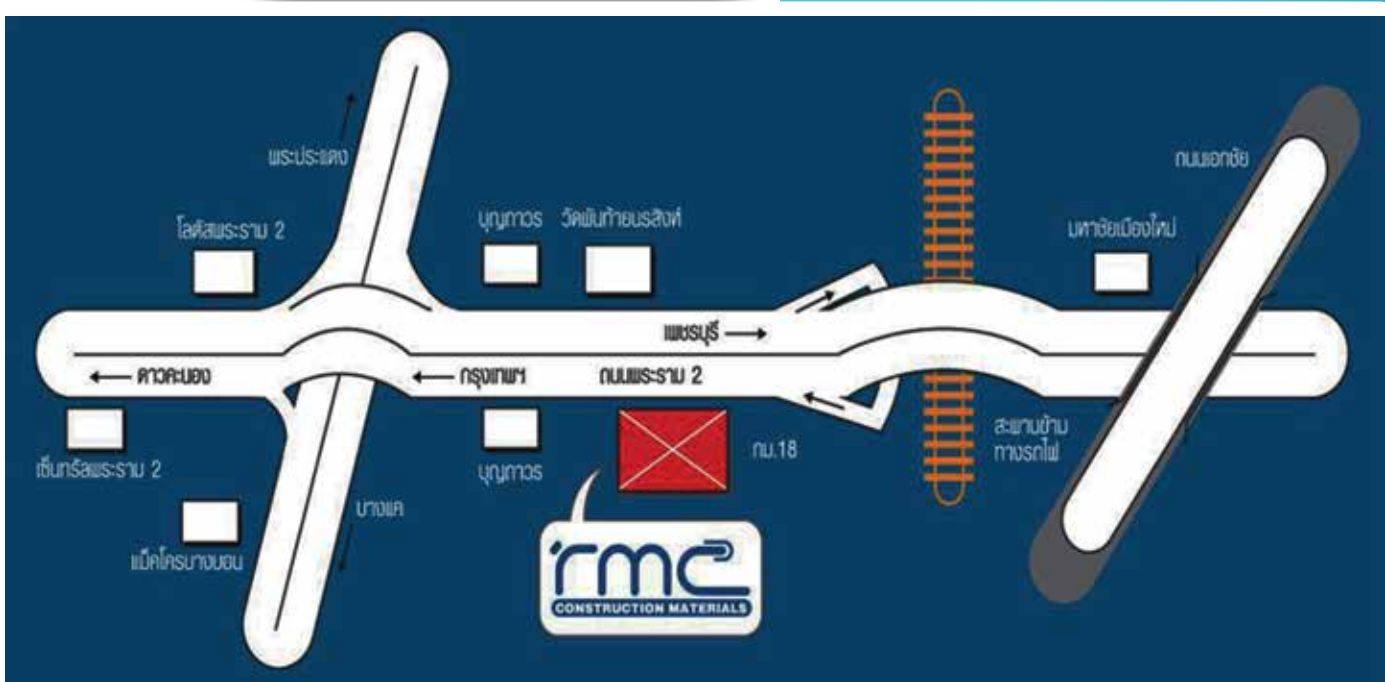 พระประแดง
ถนนเอกชัย
โลตัสพระราม 2
บุญถาวร
วัดพันท้ายนรสิงห์
มหาชัยเมืองใหม่
เพชรบุรี
ดาวคะนอง
กรุงเทพฯ
ถนนพระราม 2
เซ็นทรัลพระราม 2
บุญถาวร
กม.18
สะพานข้าม
ทางรถไฟ
บางแค
แม็คโครบางบอน
rmc
CONSTRUCTION MATERIALS